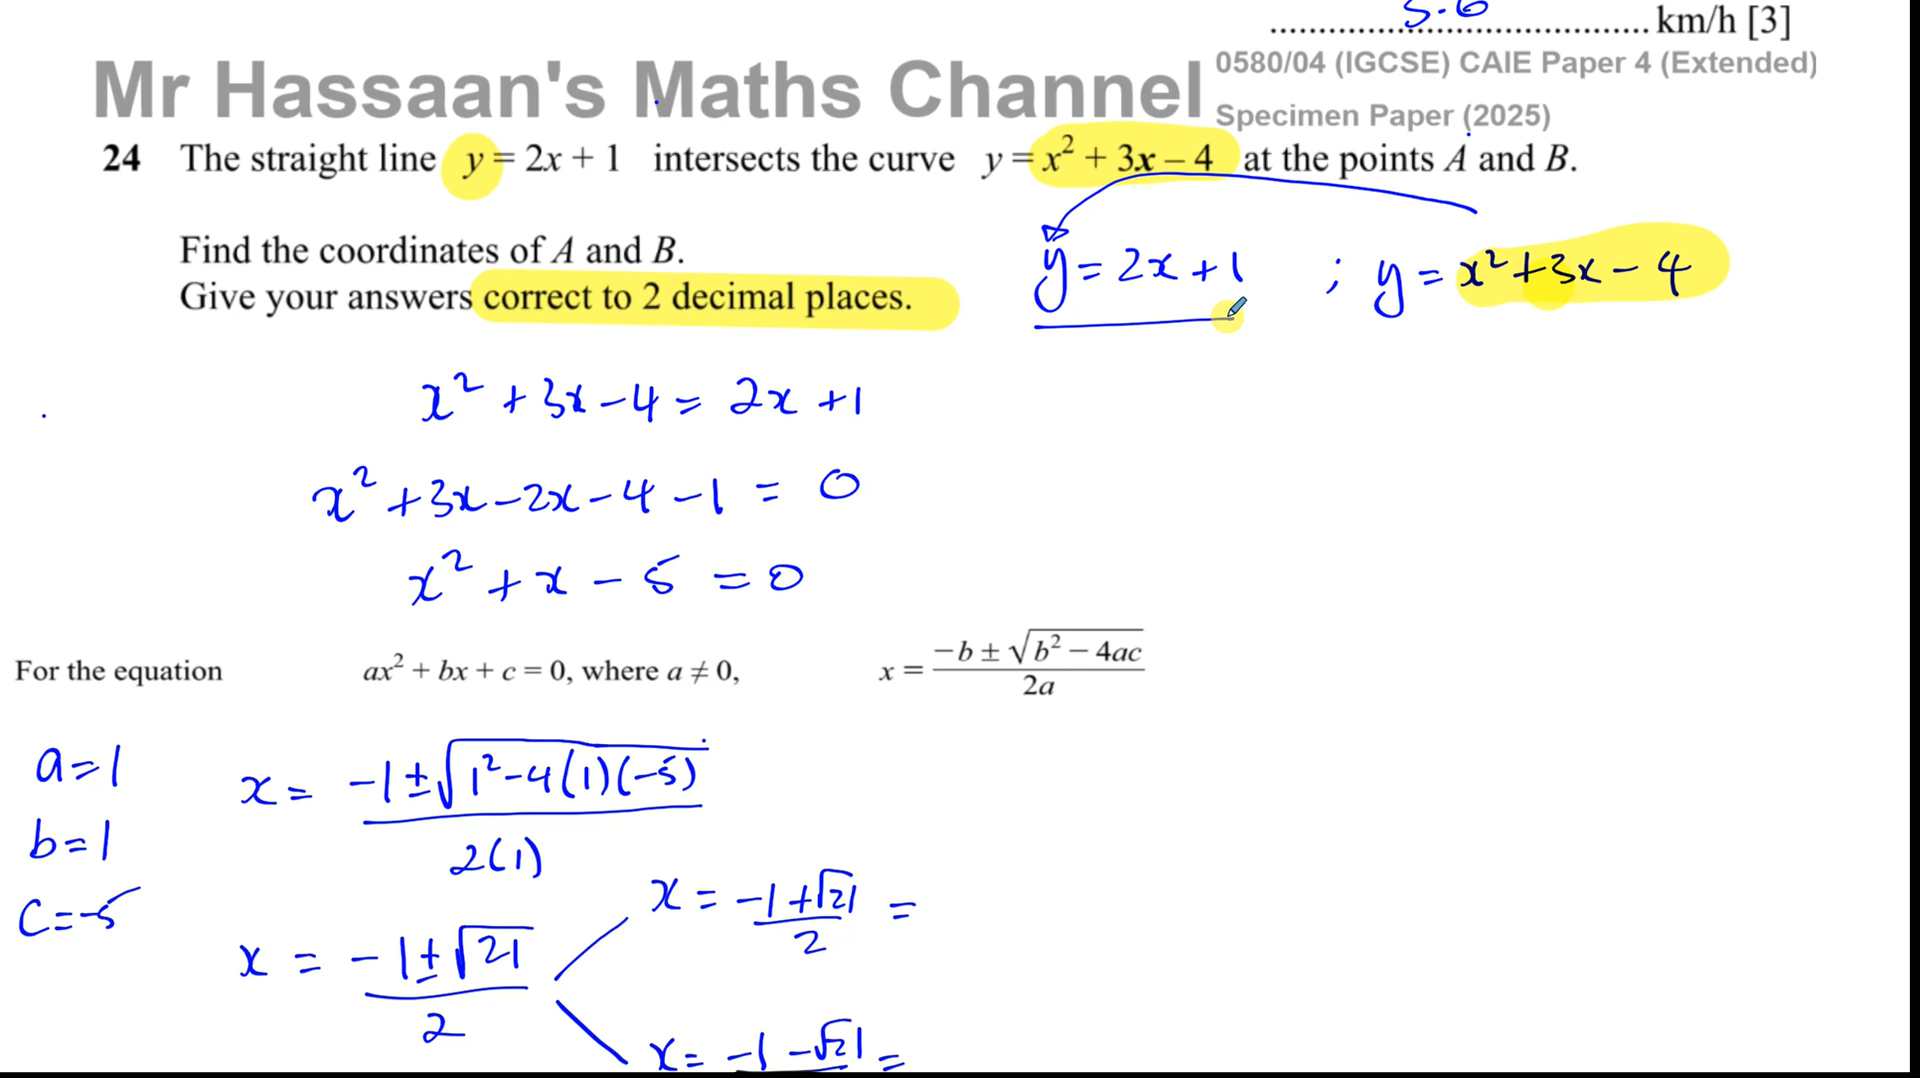 5.6 km/h [3]
Mr Hassaan's Maths Channel
0580/04 (IGSCE) CAIE Paper 4 (Extended)
Specimen Paper (2025)
24 The straight line y = 2x + 1 intersects the curve y = x² + 3x – 4 at the points A and B.
Find the coordinates of A and B.
Give your answers correct to 2 decimal places.
y = 2x + 1 ; y = x² + 3x – 4
x² + 3x – 4 = 2x + 1
x² + 3x – 2x – 4 – 1 = 0
x² + x – 5 = 0
For the equation ax² + bx + c = 0, where a ≠ 0, x = (−b ± √(b² − 4ac)) / 2a
a = 1
b = 1
c = -5
x = (−1 ± √(1² − 4(1)(−5))) / 2(1)
x = (−1 ± √21) / 2
x = (−1 + √21) / 2 =
x = −1 − √21 =